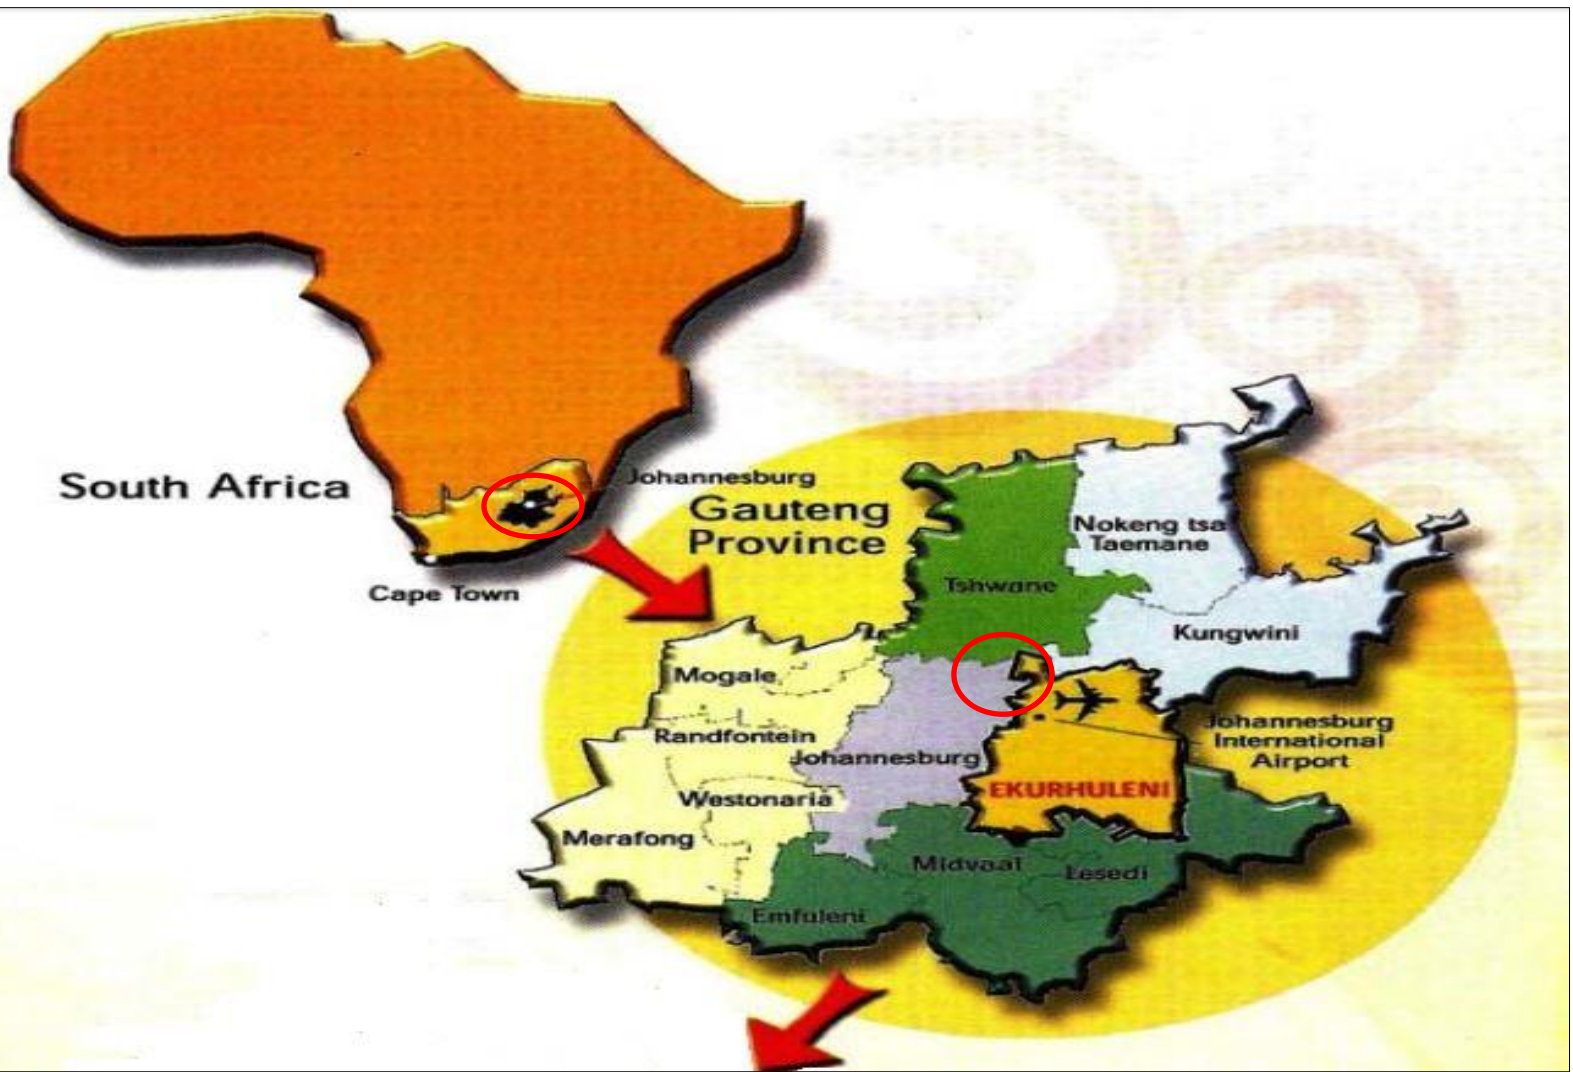 South Africa
Johannesburg
Cape Town
Gauteng
Province
Nokeng tsa
Taemane
Tshwane
Kungwini
Mogale
Randfontein
Johannesburg
Johannesburg
International
Airport
EKURHULENI
Westonaria
Merafong
Midvaal
Lesedi
Emfuleni